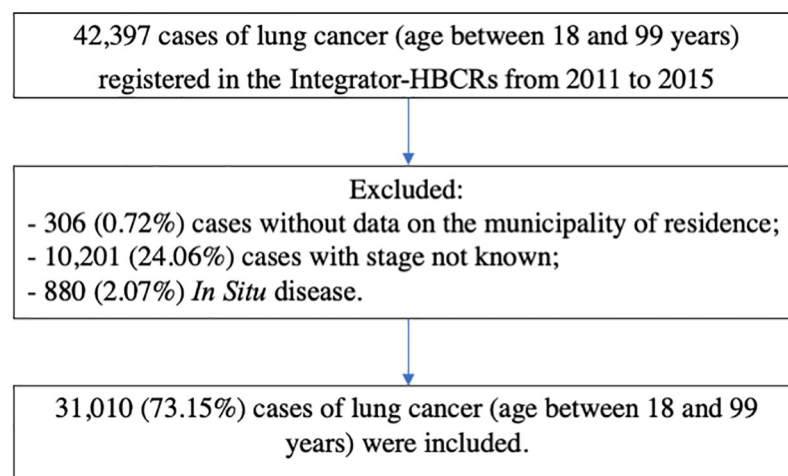 42,397 cases of lung cancer (age between 18 and 99 years)
registered in the Integrator-HBCRs from 2011 to 2015
Excluded:
- 306 (0.72%) cases without data on the municipality of residence;
- 10,201 (24.06%) cases with stage not known;
- 880 (2.07%) In Situ disease.
31,010 (73.15%) cases of lung cancer (age between 18 and 99
years) were included.